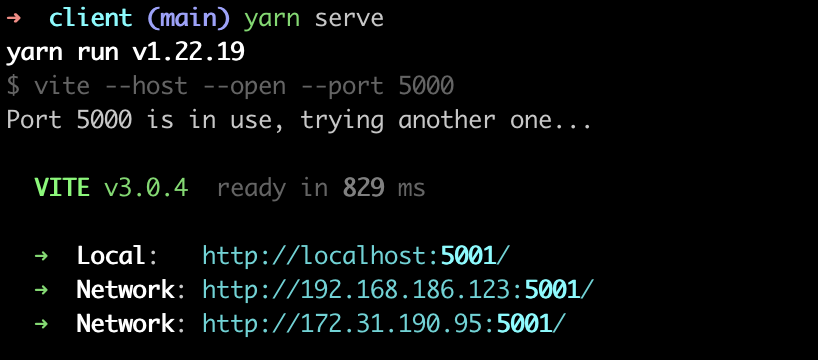 ➜  client (main) yarn serve
yarn run v1.22.19
$ vite --host --open --port 5000
Port 5000 is in use, trying another one...
VITE v3.0.4  ready in 829 ms
➜  Local:   http://localhost:5001/
➜  Network: http://192.168.186.123:5001/
➜  Network: http://172.31.190.95:5001/